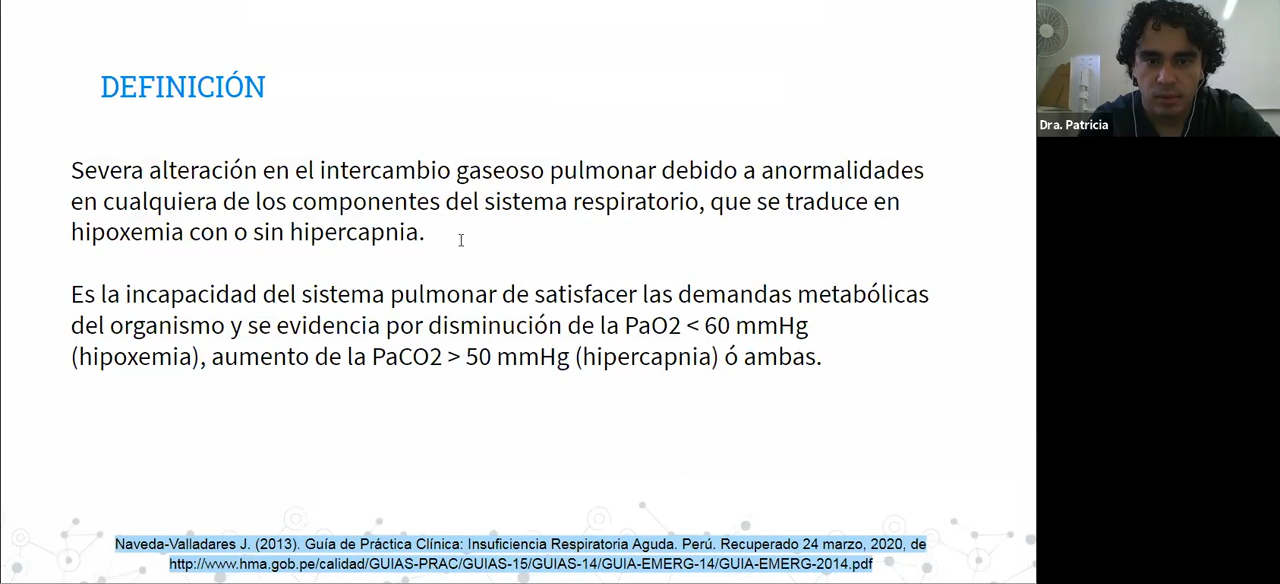 DEFINICIÓN
Severa alteración en el intercambio gaseoso pulmonar debido a anormalidades
en cualquiera de los componentes del sistema respiratorio, que se traduce en
hipoxemia con o sin hipercapnia.
Es la incapacidad del sistema pulmonar de satisfacer las demandas metabólicas
del organismo y se evidencia por disminución de la PaO2 < 60 mmHg
(hipoxemia), aumento de la PaCO2 > 50 mmHg (hipercapnia) ó ambas.
Naveda-Valladares J. (2013). Guía de Práctica Clínica: Insuficiencia Respiratoria Aguda. Perú. Recuperado 24 marzo, 2020, de
http://www.hma.gob.pe/calidad/GUIAS-PRAC/GUIAS-15/GUIAS-14/GUIA-EMERG-14/GUIA-EMERG-2014.pdf
Dra. Patricia